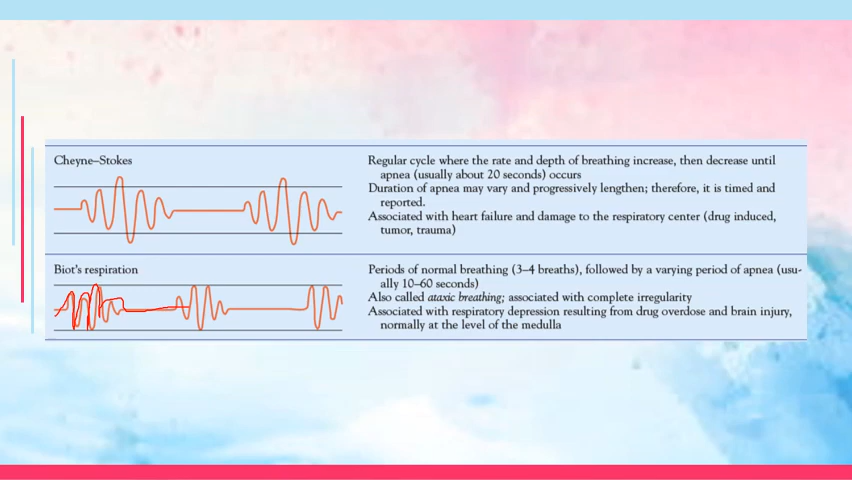 Cheyne–Stokes
Regular cycle where the rate and depth of breathing increase, then decrease until
apnea (usually about 20 seconds) occurs
Duration of apnea may vary and progressively lengthen; therefore, it is timed and
reported.
Associated with heart failure and damage to the respiratory center (drug induced,
tumor, trauma)
Biot's respiration
Periods of normal breathing (3–4 breaths), followed by a varying period of apnea (usu-
ally 10–60 seconds)
Also called ataxic breathing; associated with complete irregularity
Associated with respiratory depression resulting from drug overdose and brain injury,
normally at the level of the medulla